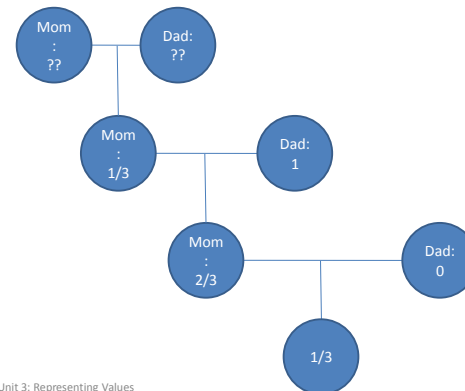 Mom
:
??
Dad:
??
Mom
:
1/3
Dad:
1
Mom
:
2/3
Dad:
0
1/3
Unit 3: Representing Values